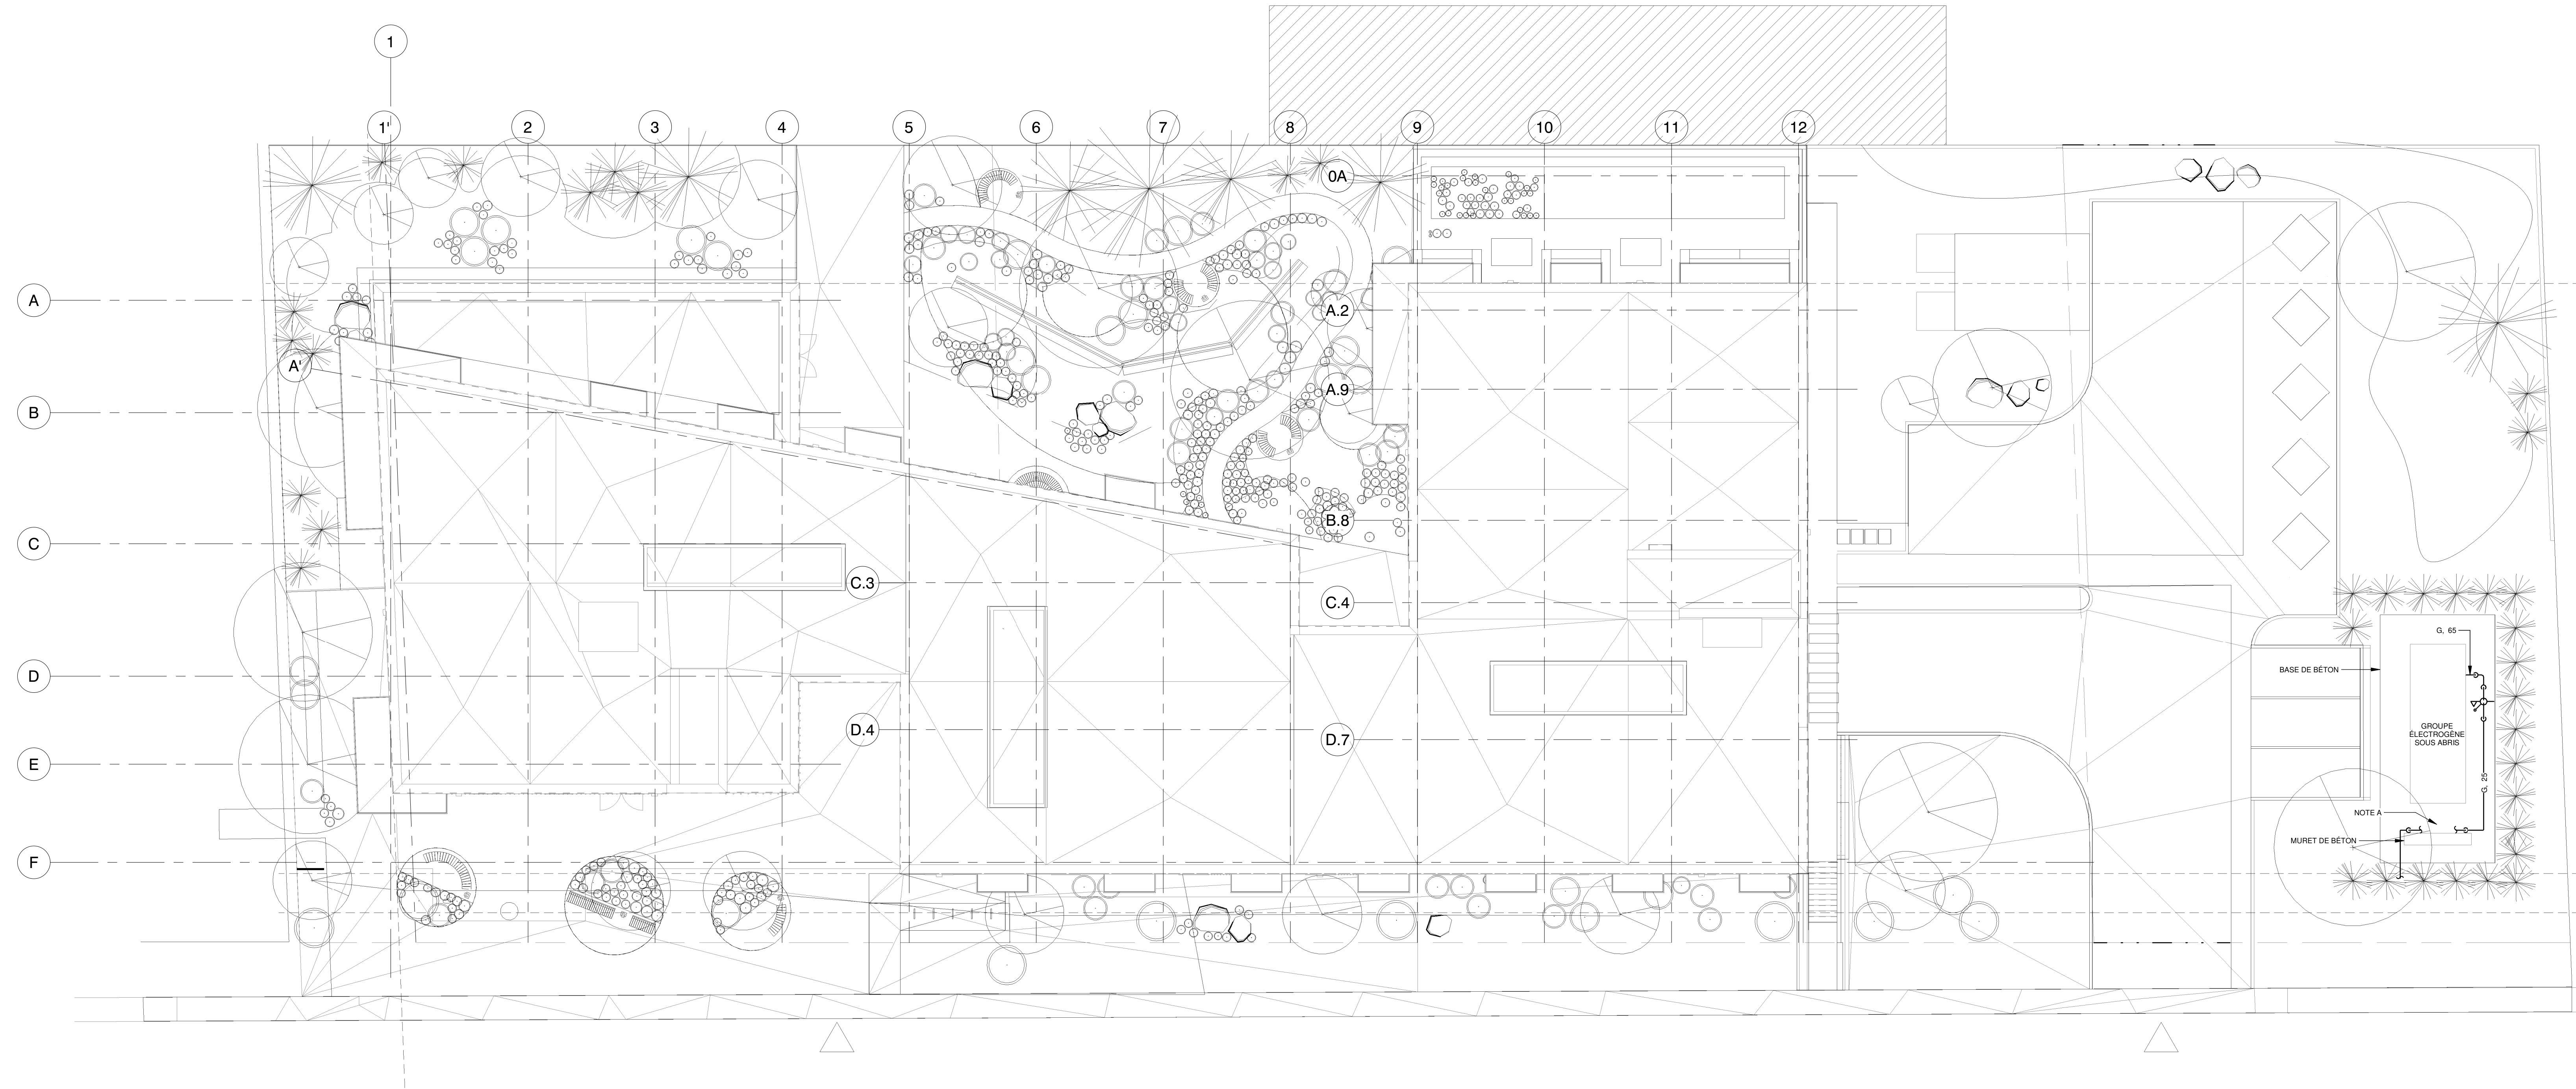 1
1'
2
3
4
5
6
7
8
9
10
11
12
0A
A
A.2
A'
A.9
B
B.8
C
C.3
C.4
G, 65
D
BASE DE BÉTON
D.4
D.7
GROUPE
ÉLECTROGÈNE
SOUS ABRIS
E
G, 25
NOTE A
MURET DE BÉTON
F